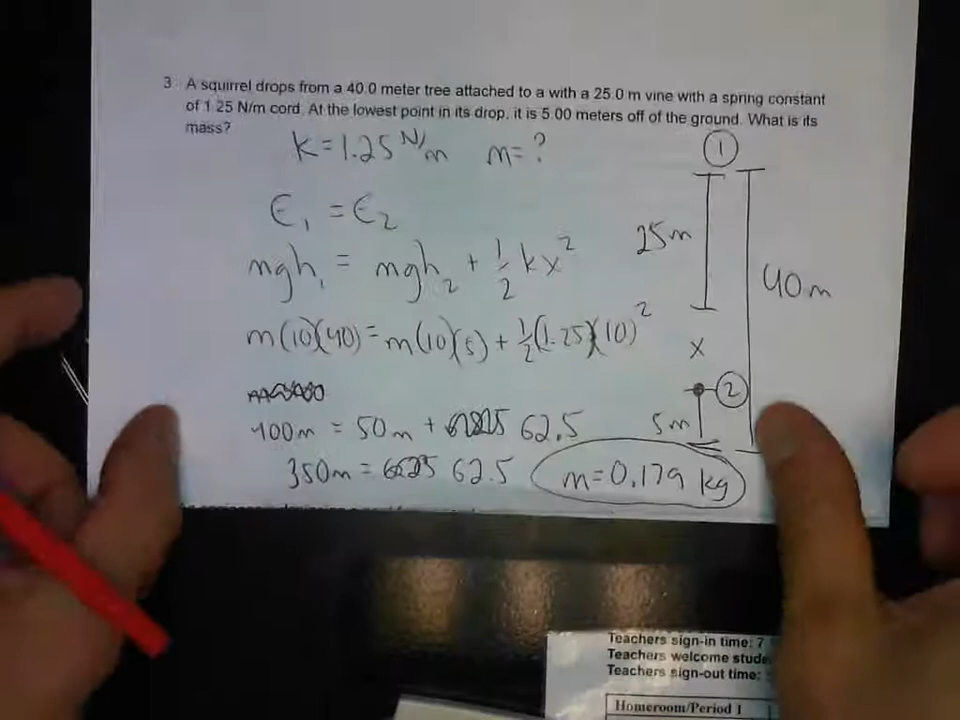 3. A squirrel drops from a 40.0 meter tree attached to a with a 25.0 m vine with a spring constant
of 1.25 N/m cord. At the lowest point in its drop, it is 5.00 meters off of the ground. What is its
mass?
K=1.25 N/m m=?
1
E₁ = E₂
25m
mgh₁ = mgh₂ + 1/2 kx²
40m
m(10)(40) = m(10)(5) + 1/2(1.25)(10)²
x
2
400m = 50m + 62.5
5m
350m = 62.5
m=0.179 kg
Teachers sign-in time: 7
Teachers welcome stude
Teachers sign-out time:
Homeroom/Period 1